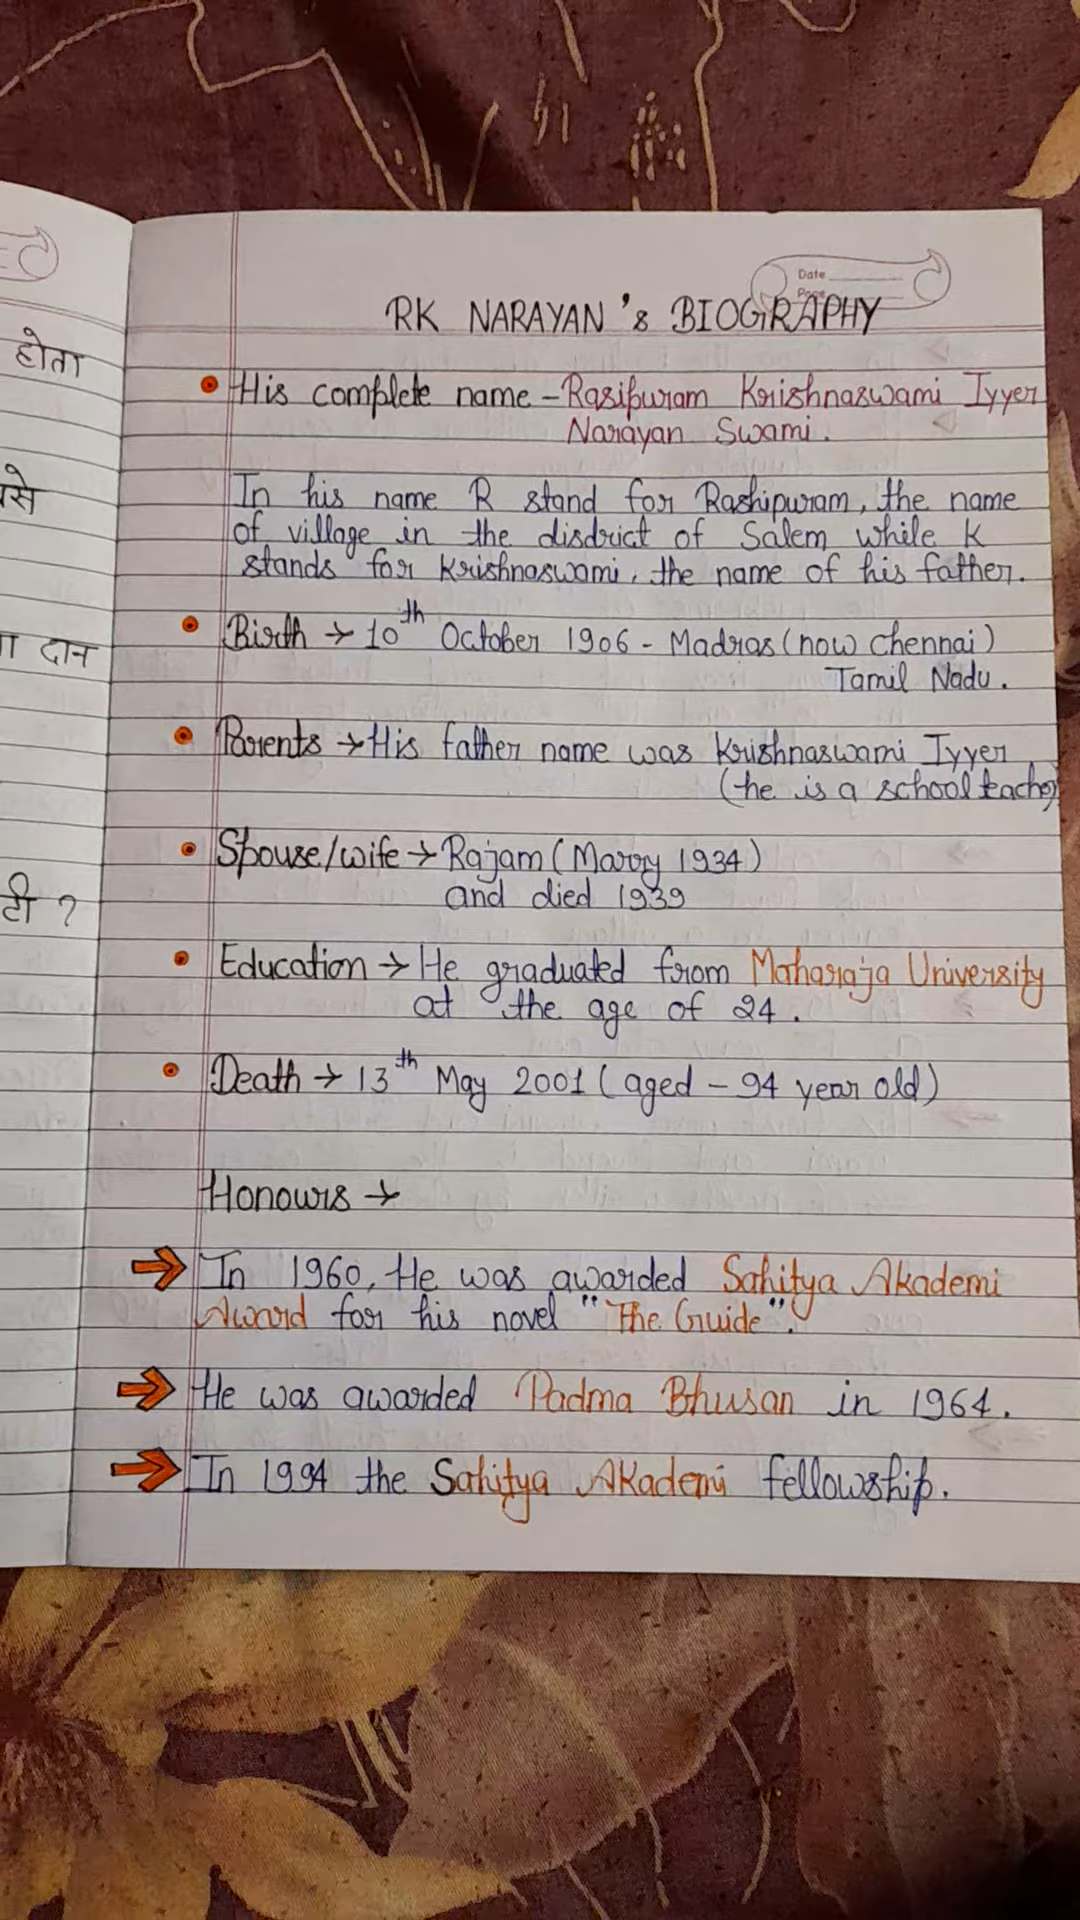 होता
से
दान
टी ?
Date
Page
RK NARAYAN 's BIOGRAPHY
• His complete name - Rasipuram Krishnaswami Iyyer
Narayan Swami.
In his name R stand for Rashipuram, the name
of village in the disdrict of Salem while K
stands for Krishnaswami, the name of his father.
• Birth → 10th October 1906 - Madras (now Chennai)
Tamil Nadu.
• Parents → His father name was Krishnaswami Iyyer
(he is a school teacher)
• Spouse/wife → Rajam (Marry 1934)
and died 1939
• Education → He graduated from Maharaja University
at the age of 24.
• Death → 13th May 2001 (aged - 94 year old)
Honours →
⇒ In 1960, He was awarded Sahitya Akademi
Award for his novel "The Guide".
⇒ He was awarded Padma Bhusan in 1964.
⇒ In 1994 the Sahitya Akademi fellowship.